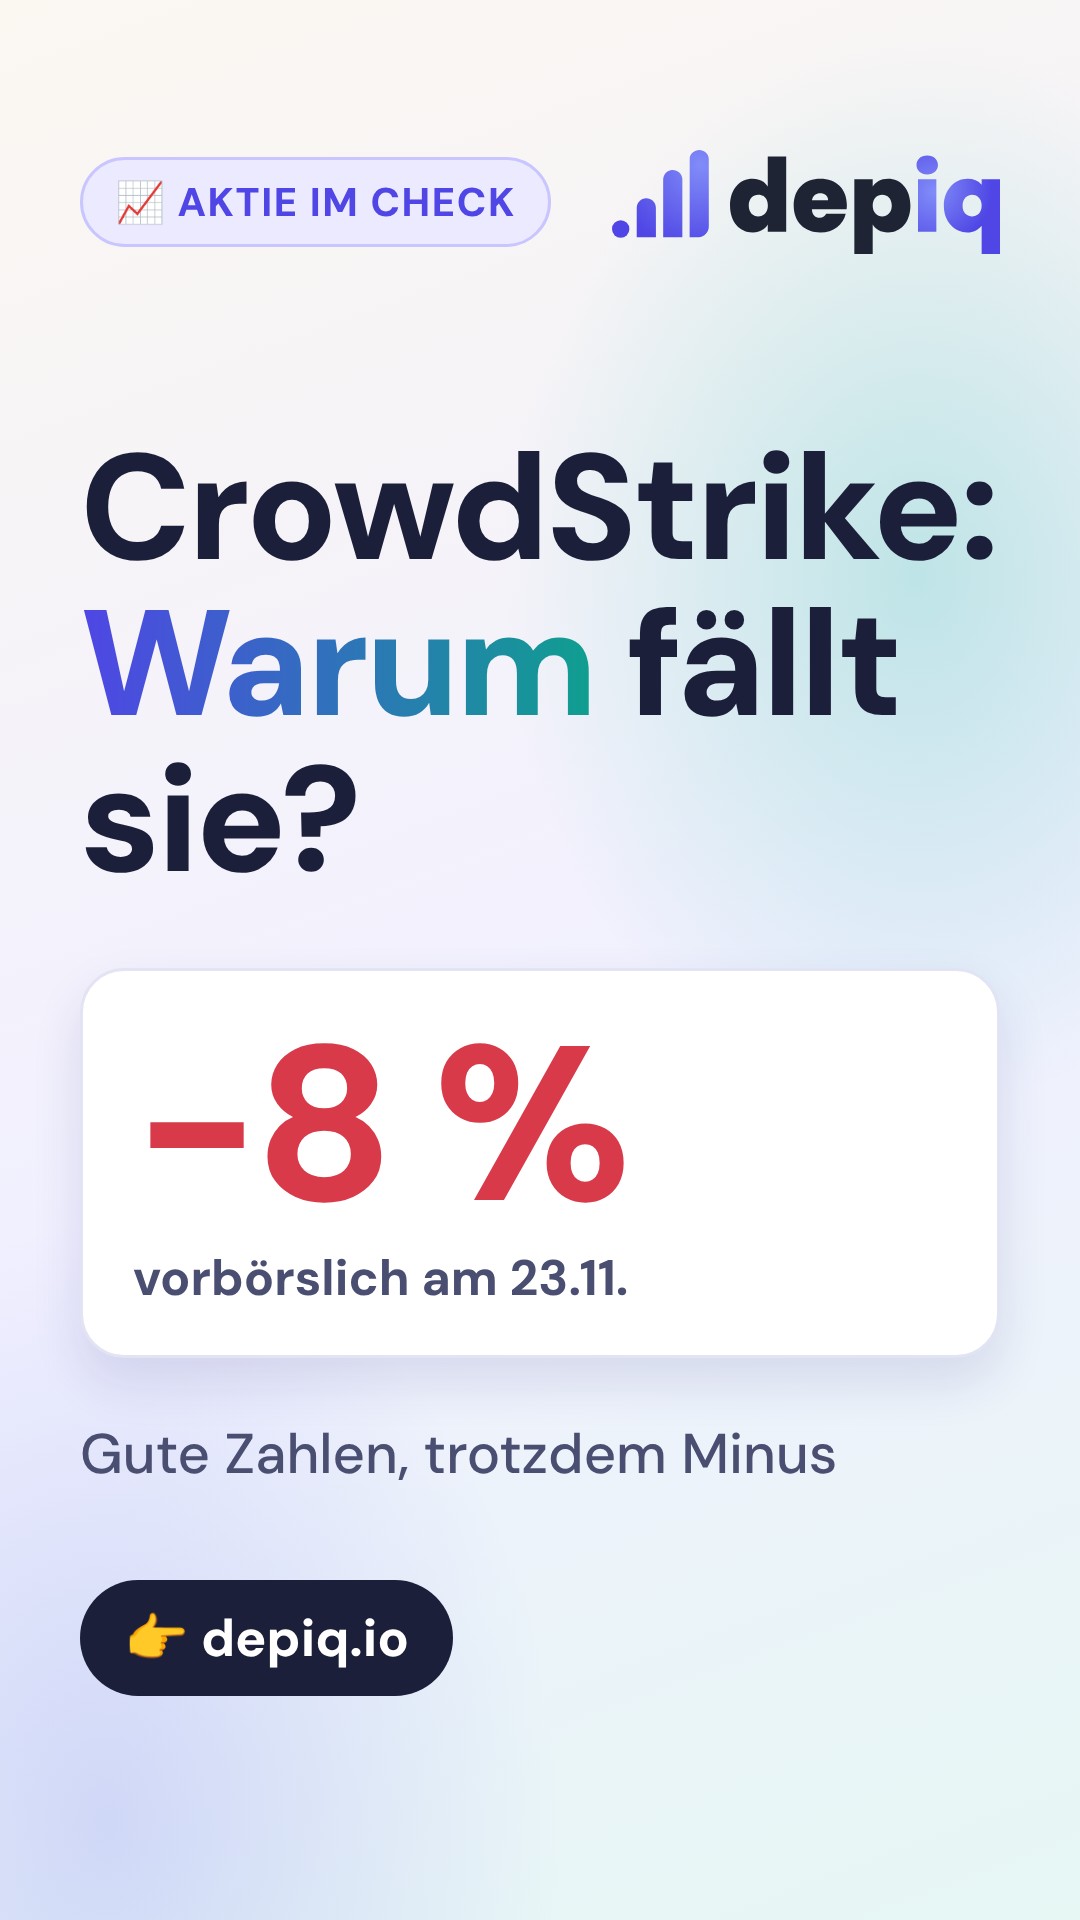 📈 AKTIE IM CHECK
depiq
CrowdStrike:
Warum fällt
sie?
–8 %
vorbörslich am 23.11.
Gute Zahlen, trotzdem Minus
👉 depiq.io